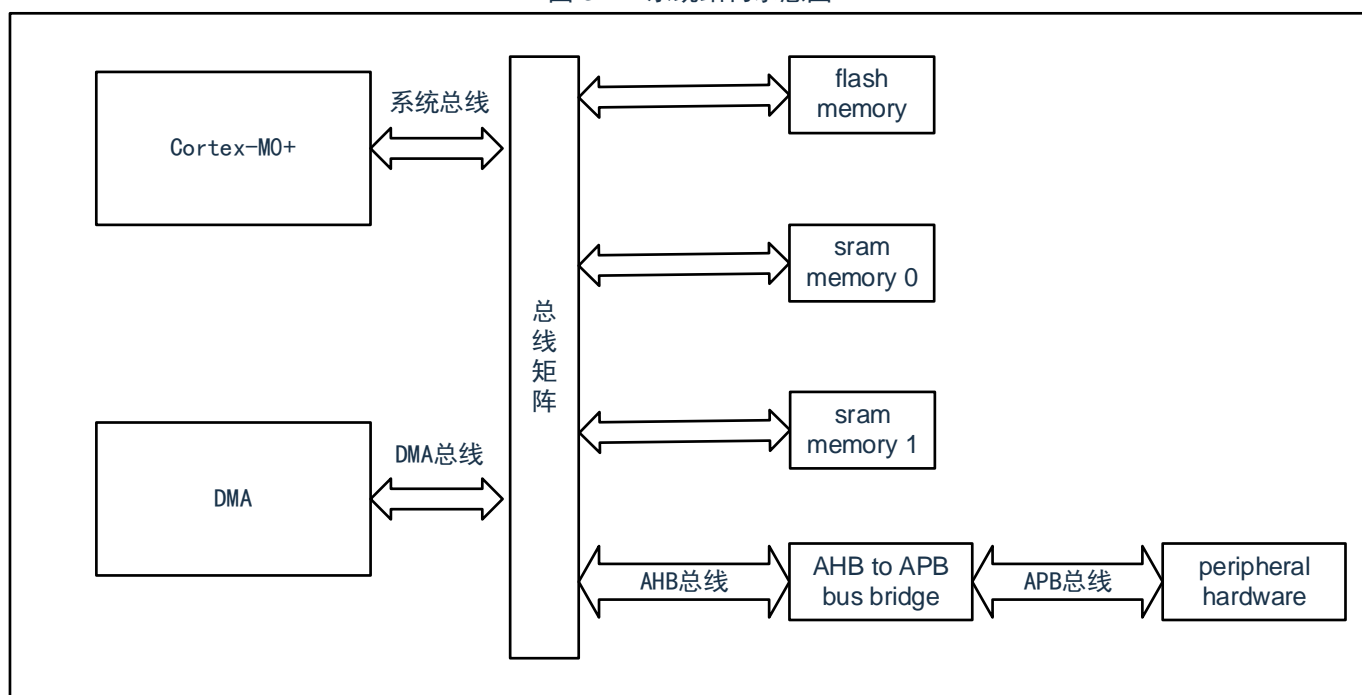 Cortex-M0+
系统总线
总线矩阵
flash
memory
sram
memory 0
sram
memory 1
DMA
DMA总线
AHB总线
AHB to APB
bus bridge
APB总线
peripheral
hardware